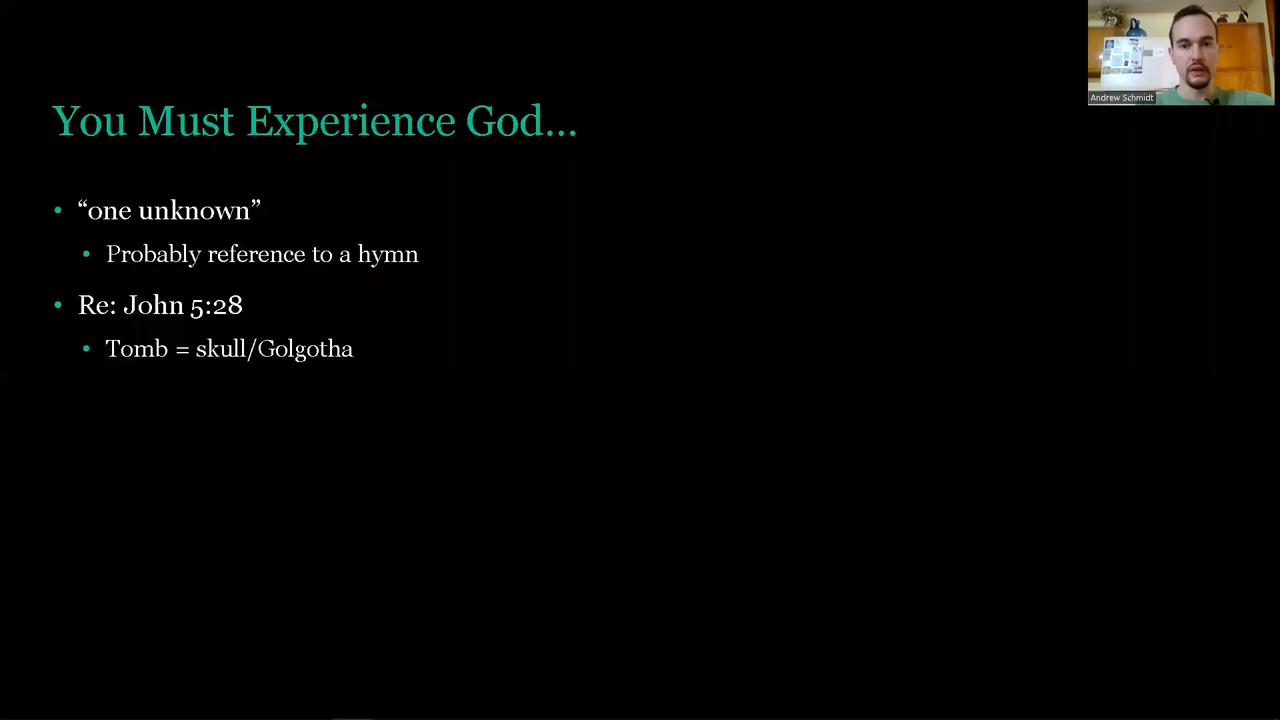 Andrew Schmidt
You Must Experience God...
• “one unknown”
• Probably reference to a hymn
• Re: John 5:28
• Tomb = skull/Golgotha